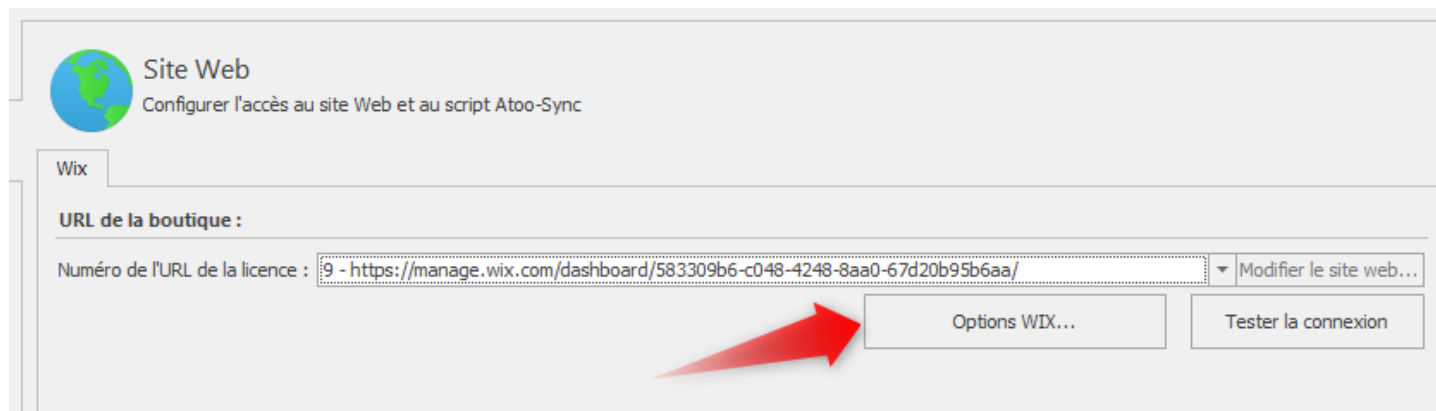 Site Web
Configurer l'accès au site Web et au script Atoo-Sync
Wix
URL de la boutique :
Numéro de l'URL de la licence : 9 - https://manage.wix.com/dashboard/583309b6-c048-4248-8aa0-67d20b95b6aa/ Modifier le site web...
Options WIX... Tester la connexion